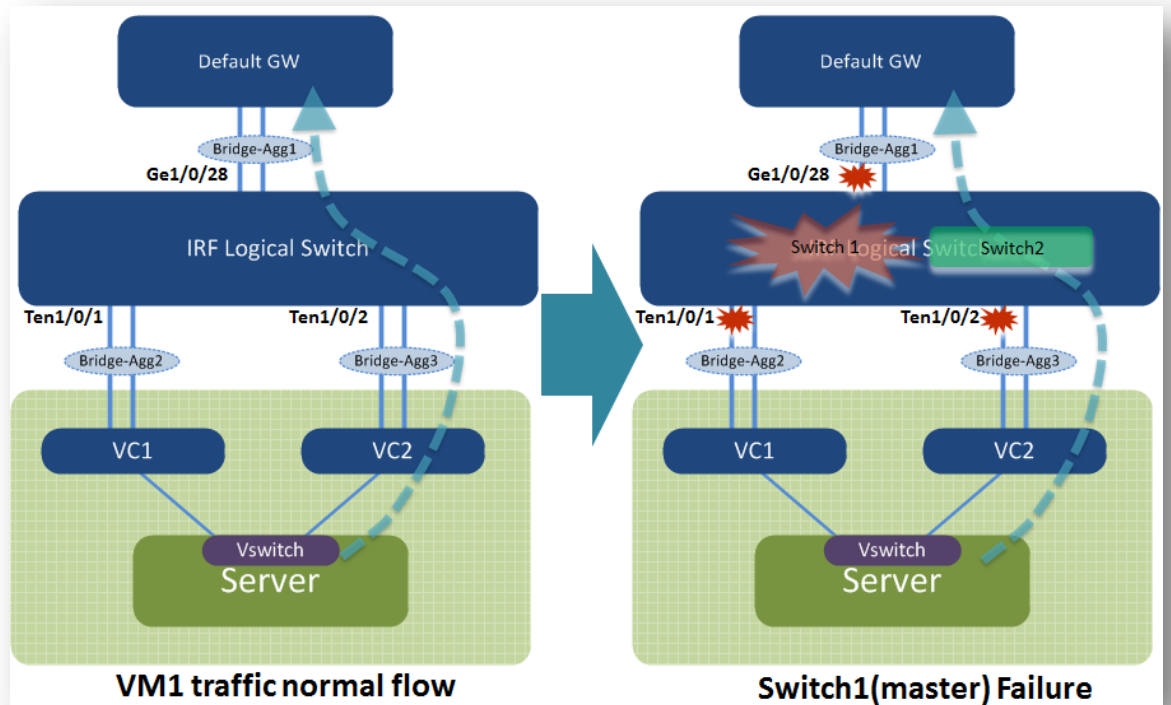 Default GW
Bridge-Agg1
Ge1/0/28
IRF Logical Switch
Ten1/0/1
Ten1/0/2
Bridge-Agg2
Bridge-Agg3
VC1
VC2
Vswitch
Server
VM1 traffic normal flow
Default GW
Bridge-Agg1
Ge1/0/28
Switch 1
Logical Switch
Switch2
Ten1/0/1
Ten1/0/2
Bridge-Agg2
Bridge-Agg3
VC1
VC2
Vswitch
Server
Switch1(master) Failure